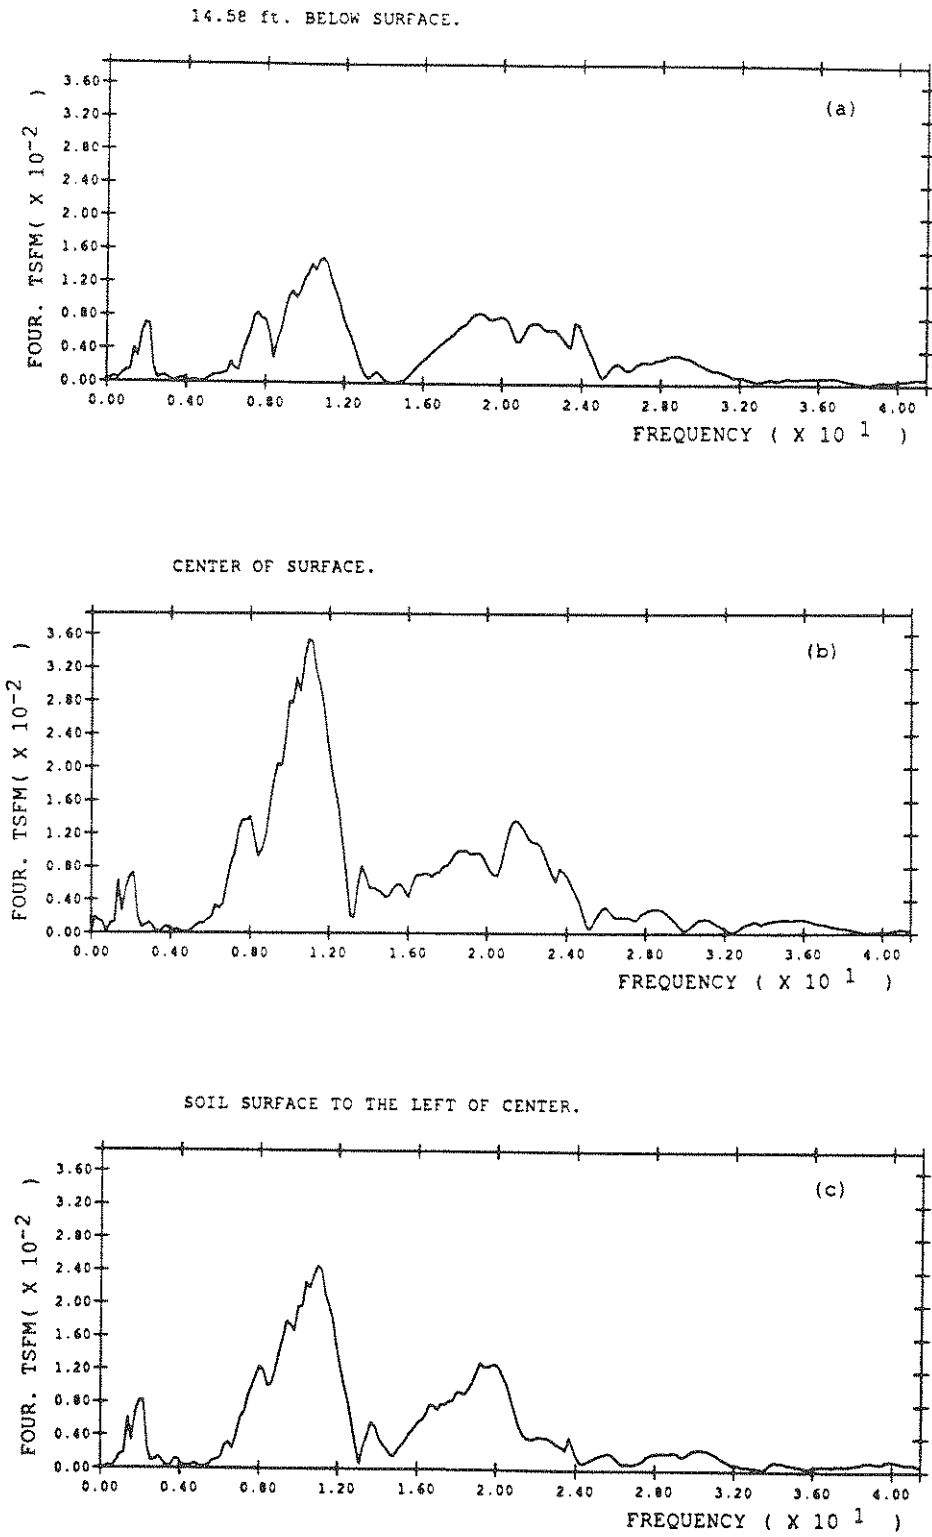 14.58 ft. BELOW SURFACE.
(a)
FOUR. TSFM( X 10-2 )
3.60
3.20
2.80
2.40
2.00
1.60
1.20
0.80
0.40
0.00
0.00 0.40 0.80 1.20 1.60 2.00 2.40 2.80 3.20 3.60 4.00
FREQUENCY ( X 10 1 )
CENTER OF SURFACE.
(b)
FOUR. TSFM( X 10-2 )
3.60
3.20
2.80
2.40
2.00
1.60
1.20
0.80
0.40
0.00
0.00 0.40 0.80 1.20 1.60 2.00 2.40 2.80 3.20 3.60 4.00
FREQUENCY ( X 10 1 )
SOIL SURFACE TO THE LEFT OF CENTER.
(c)
FOUR. TSFM( X 10-2 )
3.60
3.20
2.80
2.40
2.00
1.60
1.20
0.80
0.40
0.00
0.00 0.40 0.80 1.20 1.60 2.00 2.40 2.80 3.20 3.60 4.00
FREQUENCY ( X 10 1 )